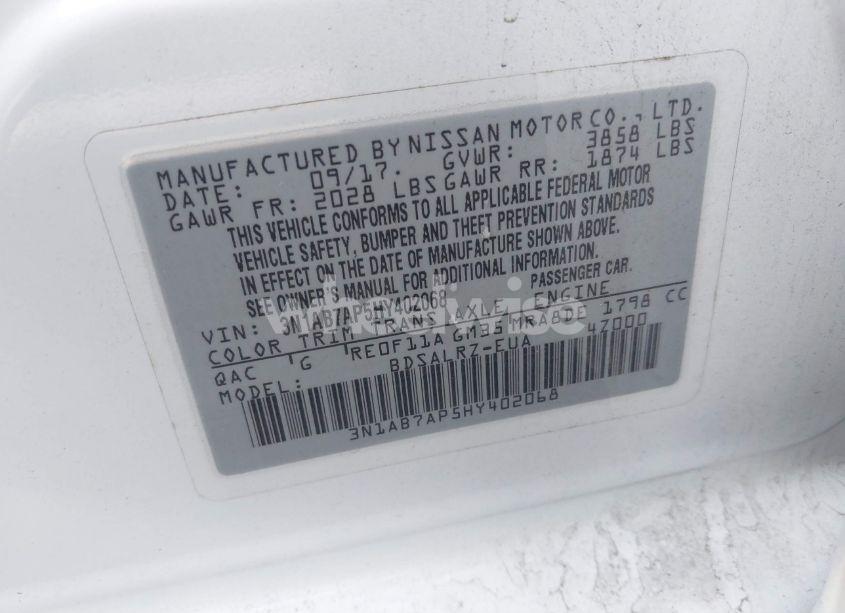 MANUFACTURED BY NISSAN MOTOR CO., LTD.
DATE: 09/17. GVWR: 3858 LBS
GAWR FR: 2028 LBS GAWR RR: 1874 LBS
THIS VEHICLE CONFORMS TO ALL APPLICABLE FEDERAL MOTOR
VEHICLE SAFETY, BUMPER AND THEFT PREVENTION STANDARDS
IN EFFECT ON THE DATE OF MANUFACTURE SHOWN ABOVE.
SEE OWNER'S MANUAL FOR ADDITIONAL INFORMATION.
VIN: 3N1AB7AP5HY402068 PASSENGER CAR.
COLOR TRIM TRANS AXLE ENGINE
QAC G RE0F11A GM35 MRA8DE 1798 CC
MODEL: BDSALRZ-EUA 4Z000
3N1AB7AP5HY402068
wheeliwise